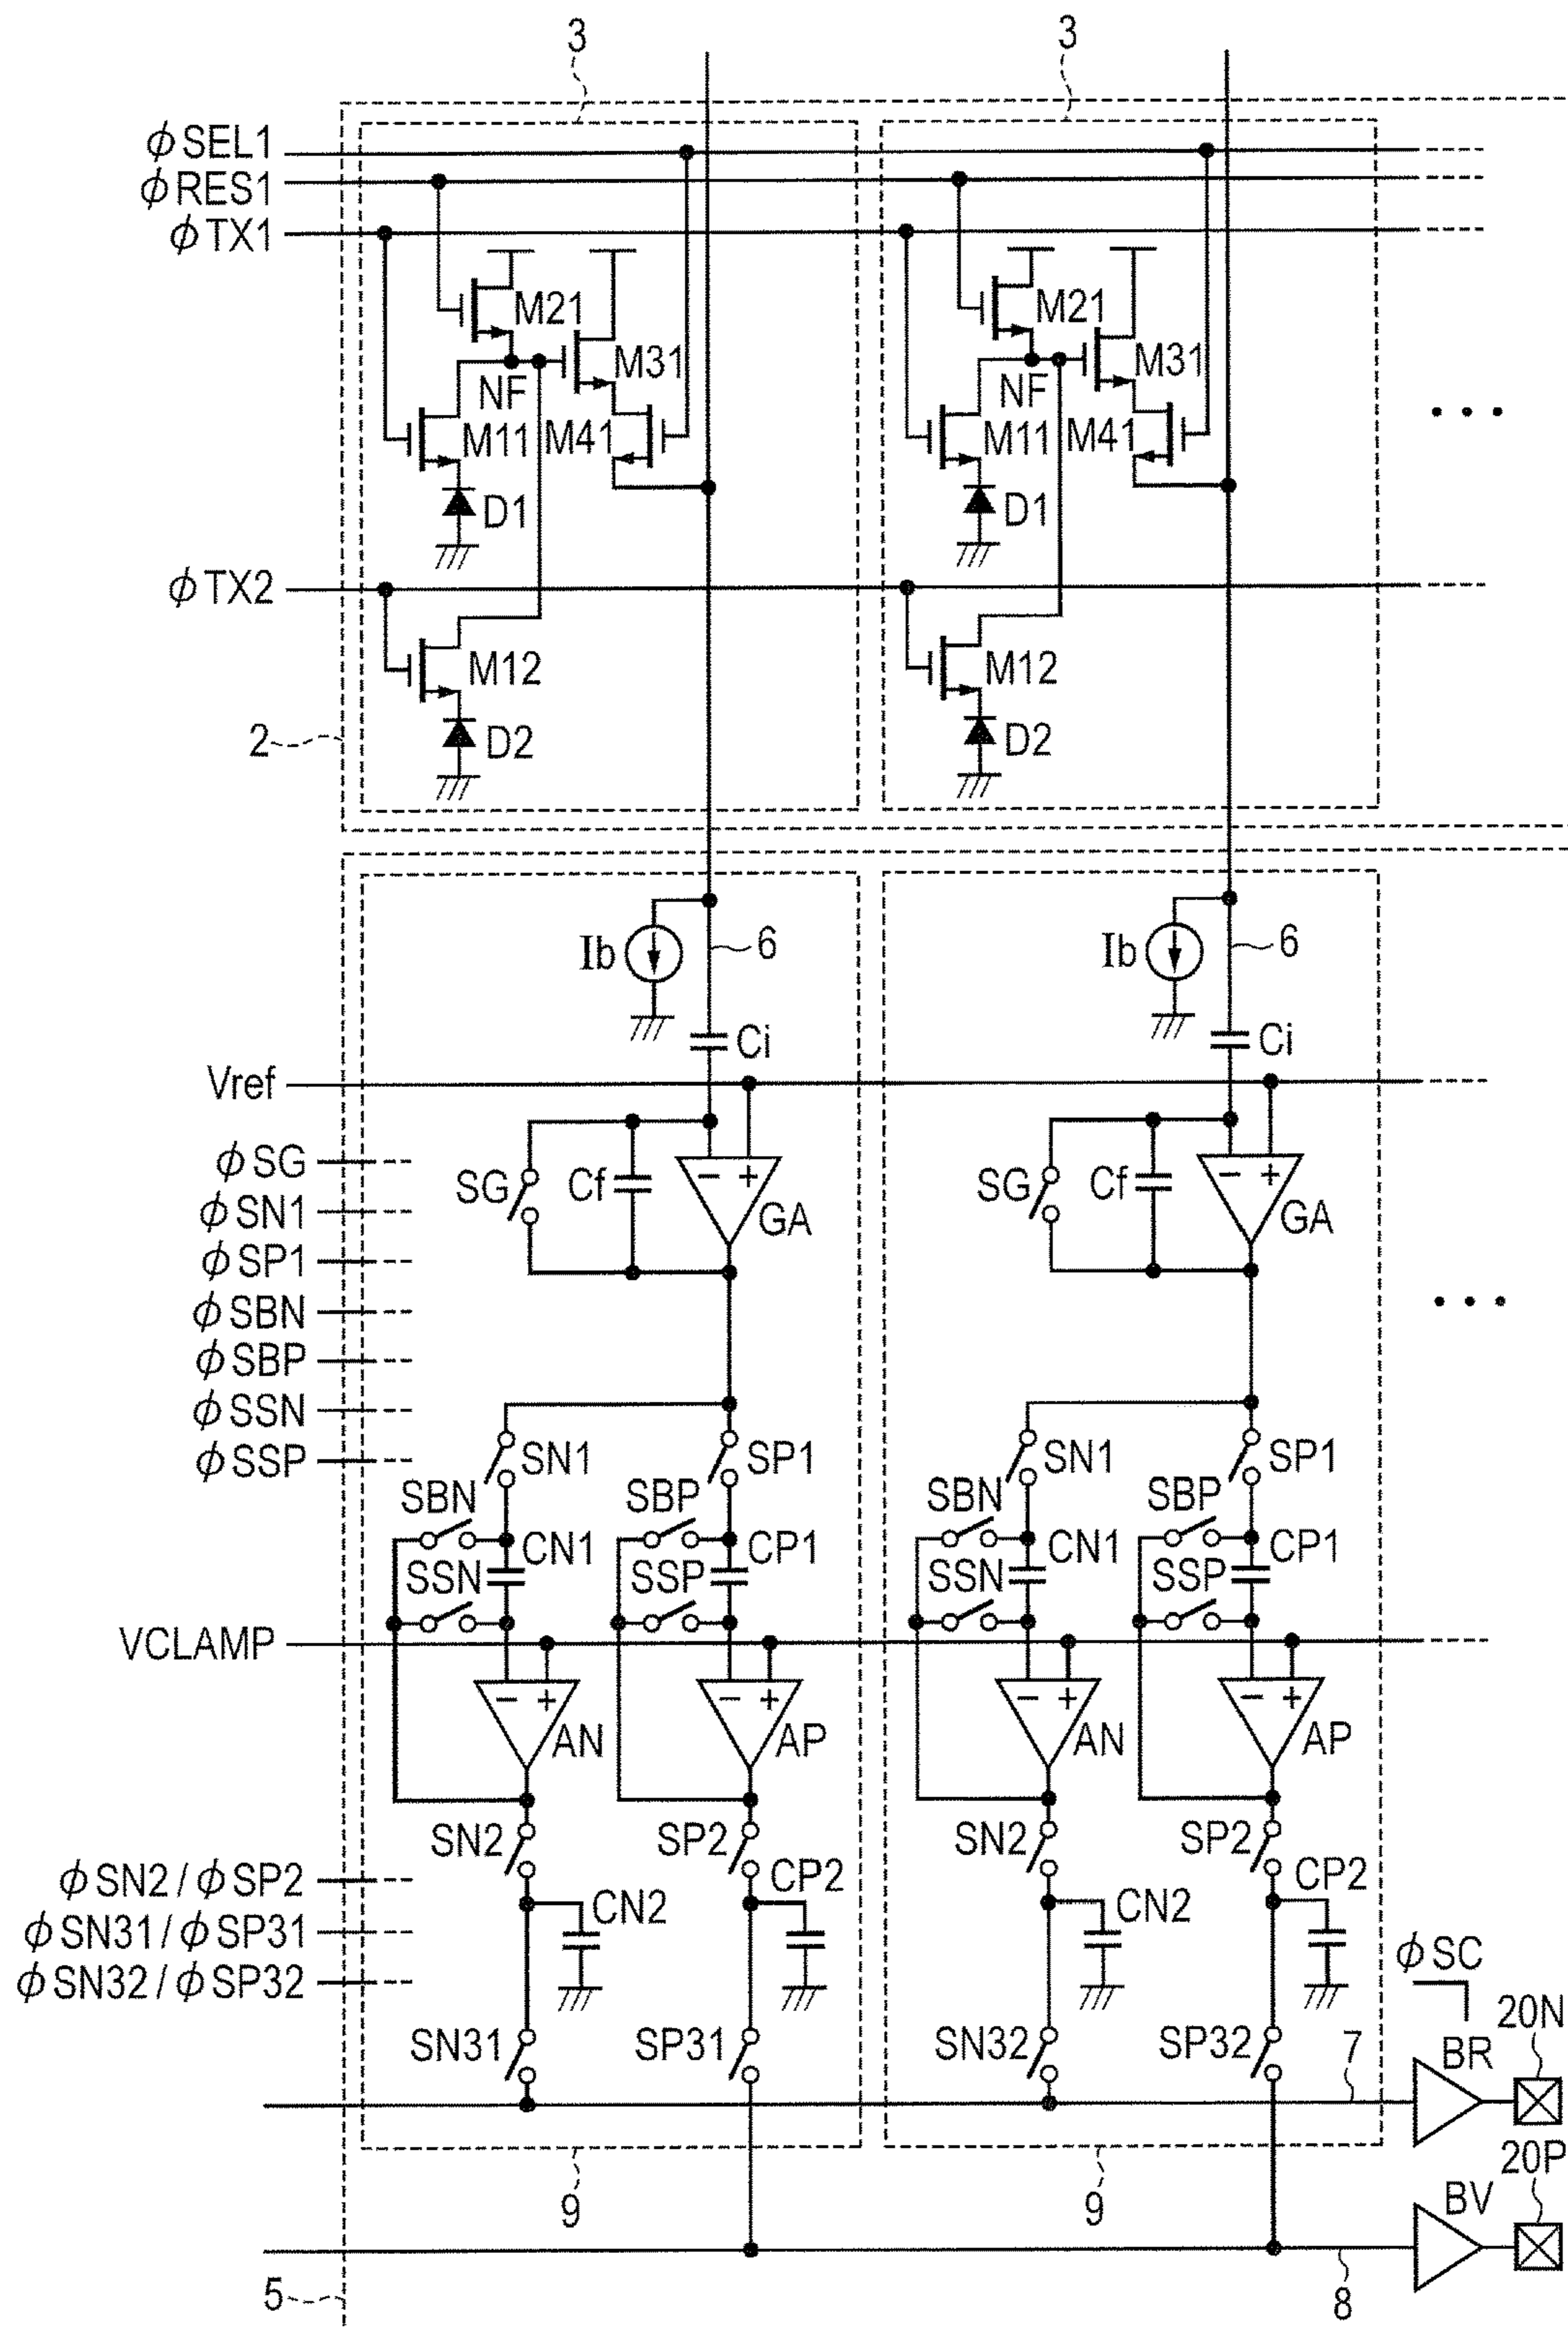 3 3
φSEL1
φRES1
φTX1
M21 M21
M31 M31
NF NF
M11 M41 M11 M41
D1 D1
φTX2
M12 M12
2 D2 D2
Ib 6 Ib 6
Ci Ci
Vref
φSG
SG Cf − + SG Cf − +
φSN1
GA GA
φSP1
φSBN
φSBP
φSSN
φSSP
SN1 SP1 SN1 SP1
SBN SBP SBN SBP
CN1 CP1 CN1 CP1
SSN SSP SSN SSP
VCLAMP
− + − + − + − +
AN AP AN AP
SN2 SP2 SN2 SP2
φSN2/φSP2
CP2 CP2
CN2 CN2
φSN31/φSP31
φSC
φSN32/φSP32
20N
SN31 SP31 SN32 SP32 7 BR
20P
9 9 BV
5 8